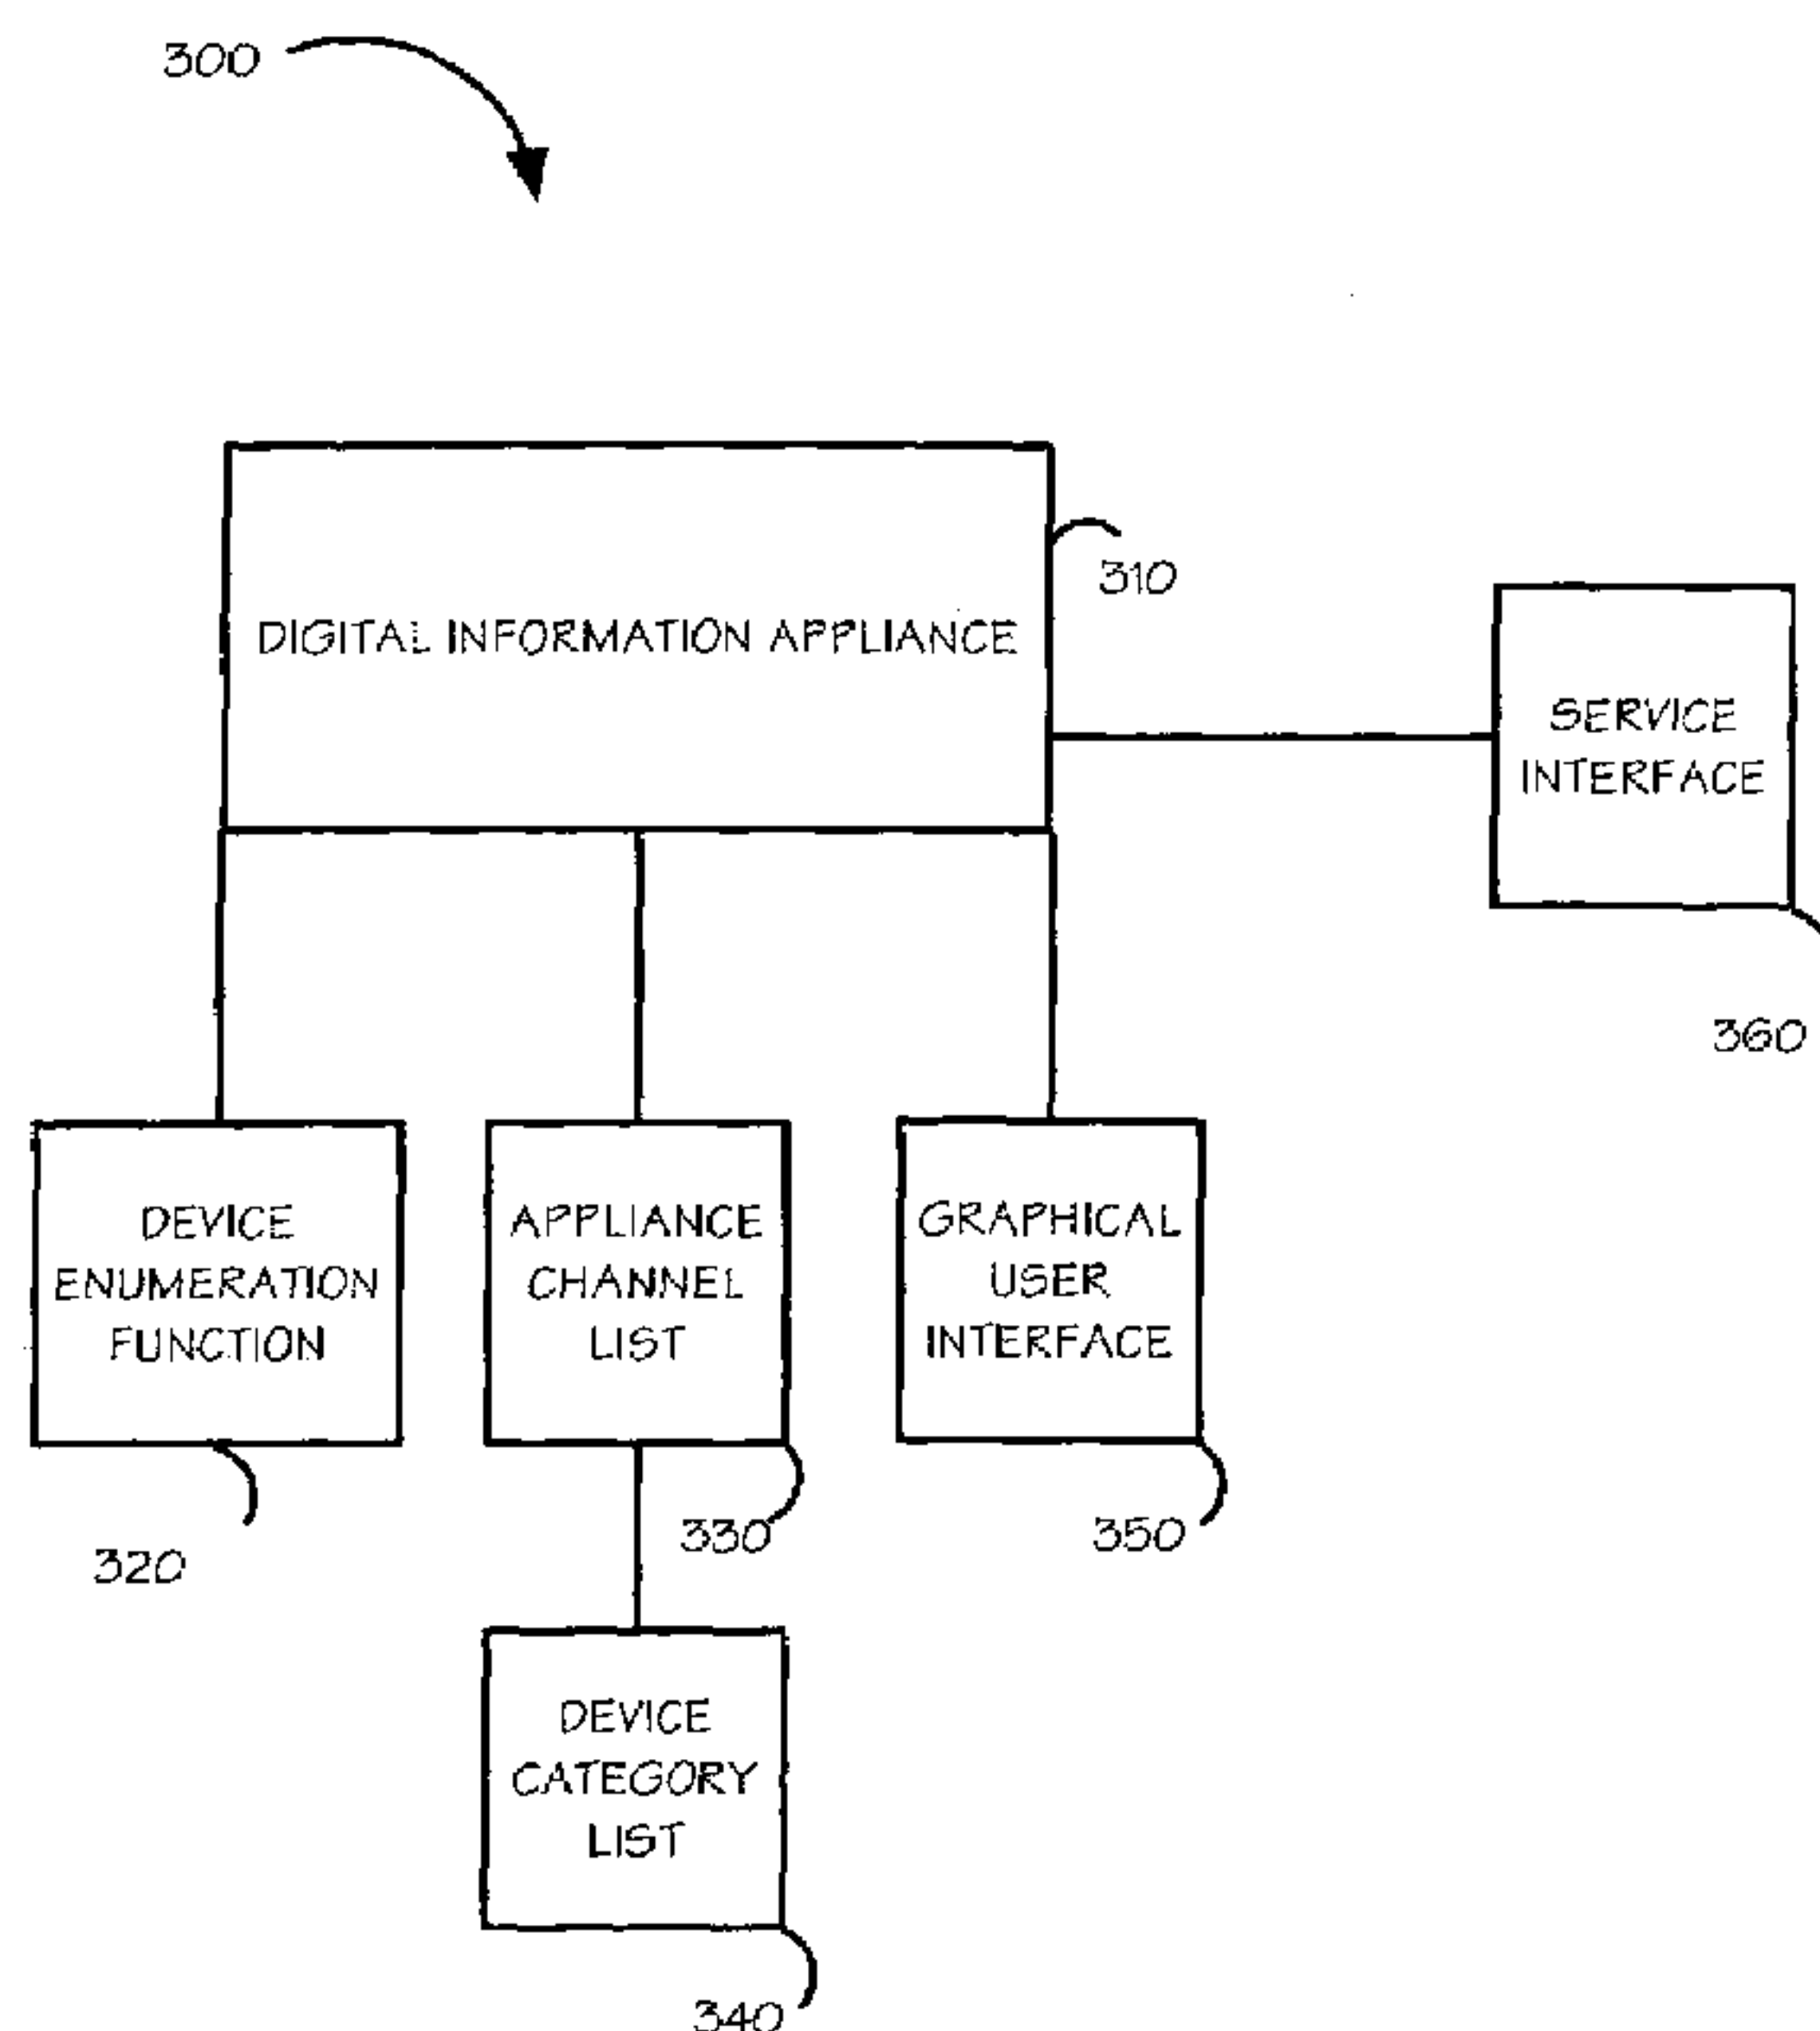 300
310
DIGITAL INFORMATION APPLIANCE
SERVICE
INTERFACE
360
DEVICE
ENUMERATION
FUNCTION
APPLIANCE
CHANNEL
LIST
GRAPHICAL
USER
INTERFACE
320
330
350
DEVICE
CATEGORY
LIST
340